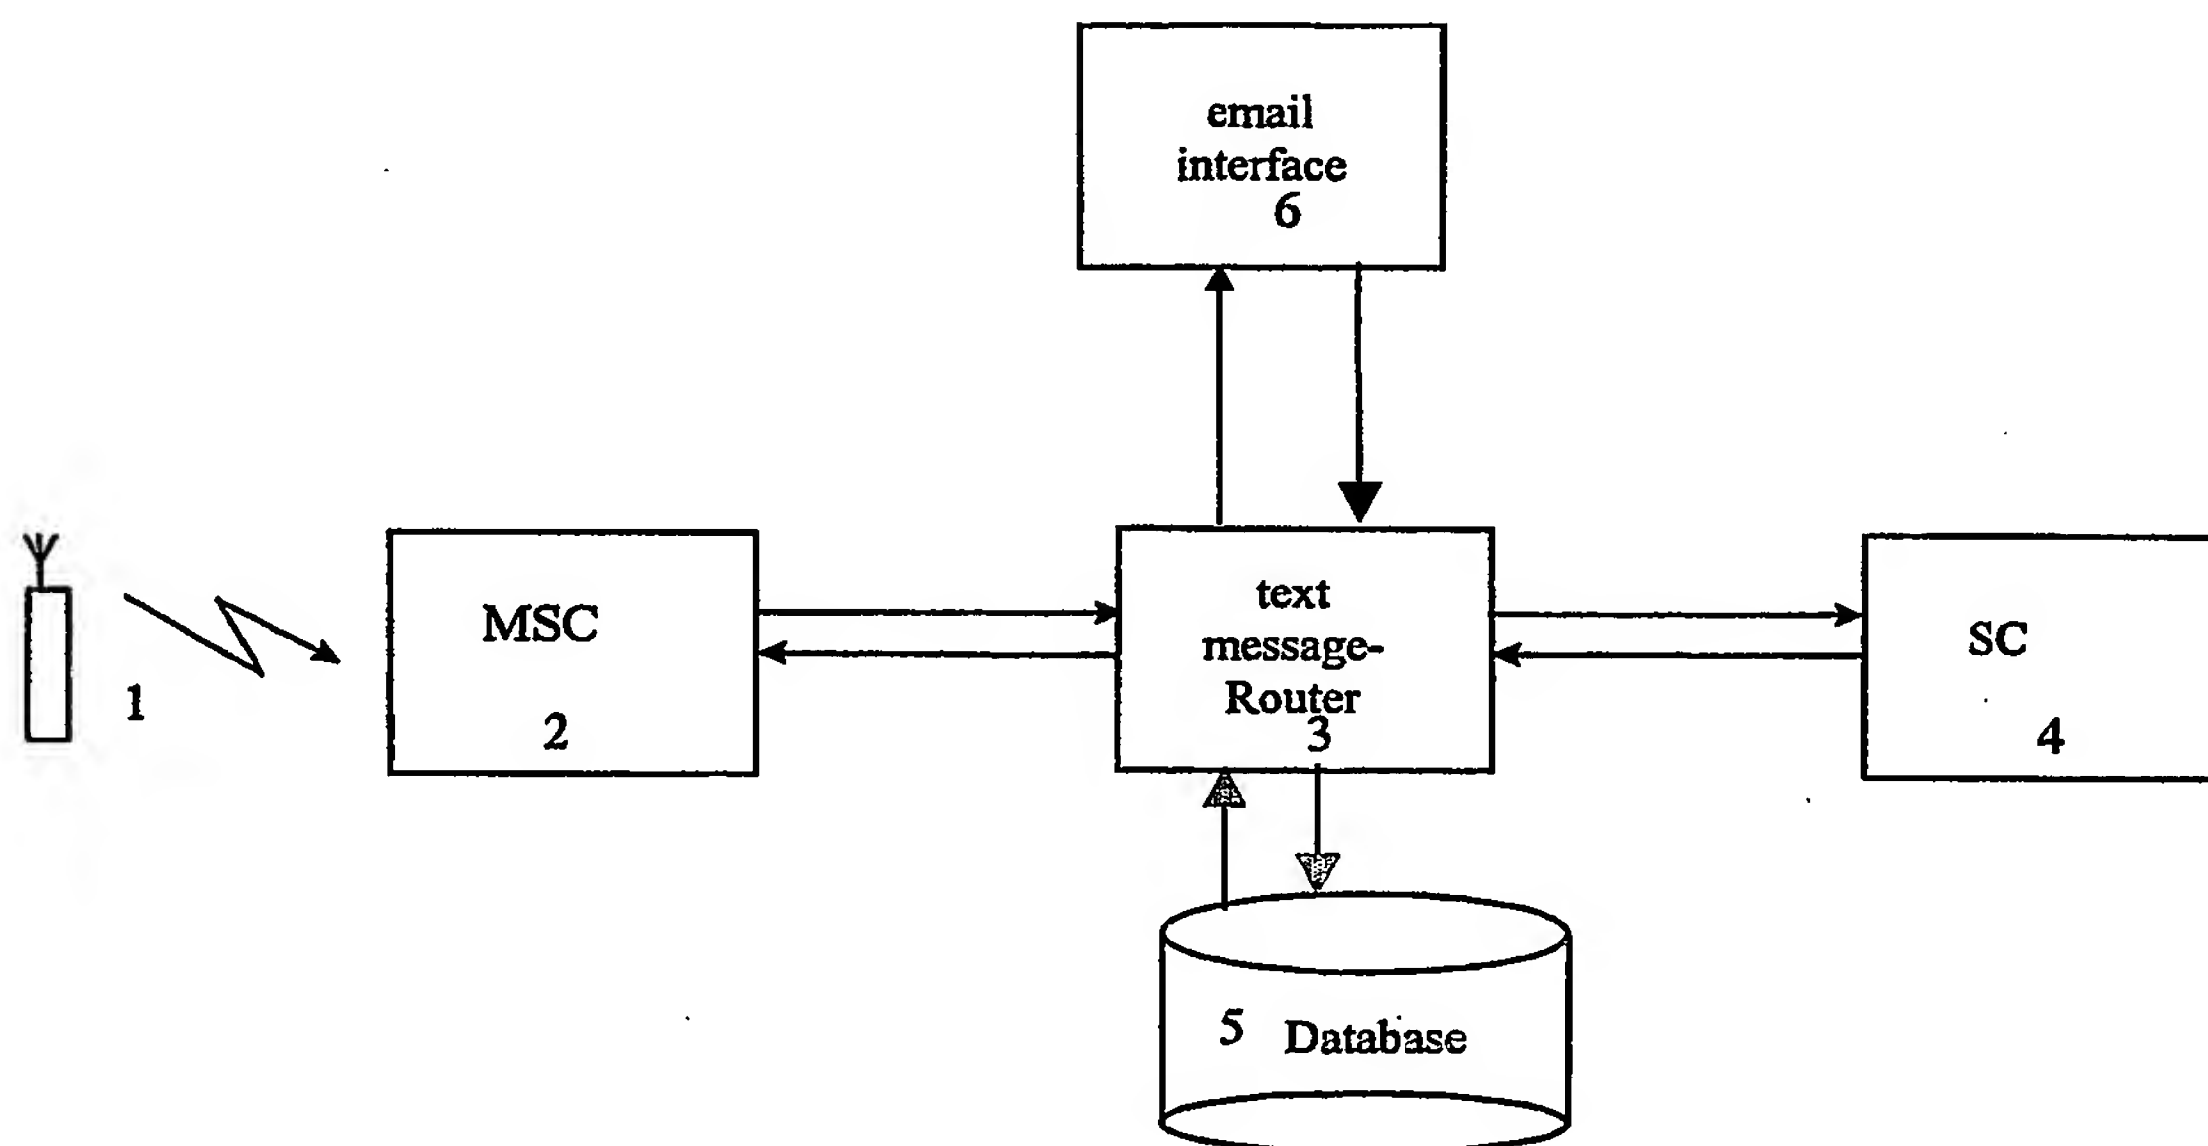 email
interface
6
MSC
2
1
text
message-
Router
3
SC
4
5 Database